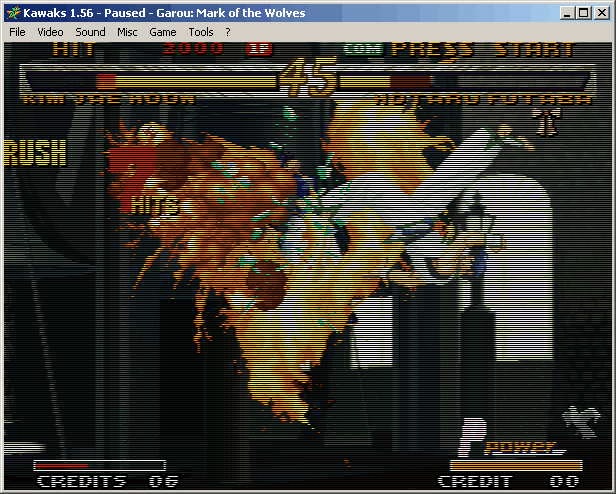 Kawaks 1.56 - Paused - Garou: Mark of the Wolves
File Video Sound Misc Game Tools ?
HIT 2000 1P COM PRESS START
45
KIM JAE HOON HOTARU FUTABA
RUSH
7
HITS
P power
CREDITS 06 CREDIT 00